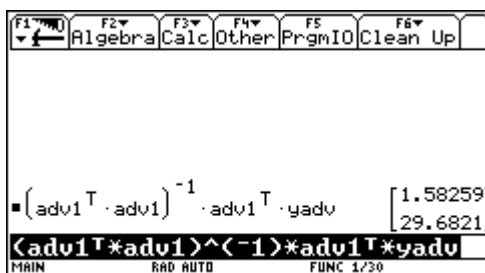 F1 F2 Algebra F3 Calc F4 Other F5 PrgmIO F6 Clean Up
(adv1ᵀ·adv1)⁻¹·adv1ᵀ·yadv [1.58259
29.6821
(adv1ᵀ*adv1)^(⁻1)*adv1ᵀ*yadv
MAIN RAD AUTO FUNC 1/30